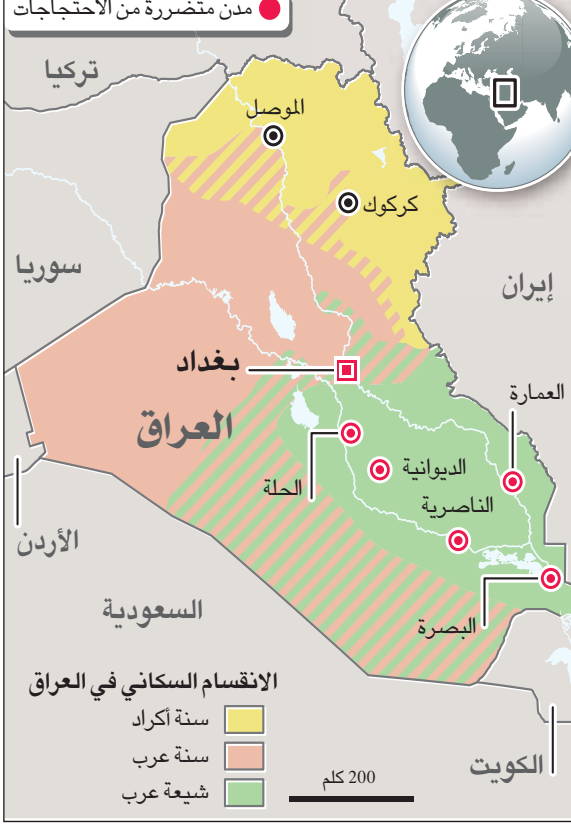 مدن متضررة من الاحتجاجات
تركيا
الموصل
كركوك
سوريا
إيران
بغداد
العمارة
العراق
الديوانية
الحلة
الناصرية
الأردن
السعودية
البصرة
الانقسام السكاني في العراق
سنة أكراد
سنة عرب
شيعة عرب
200 كلم
الكويت